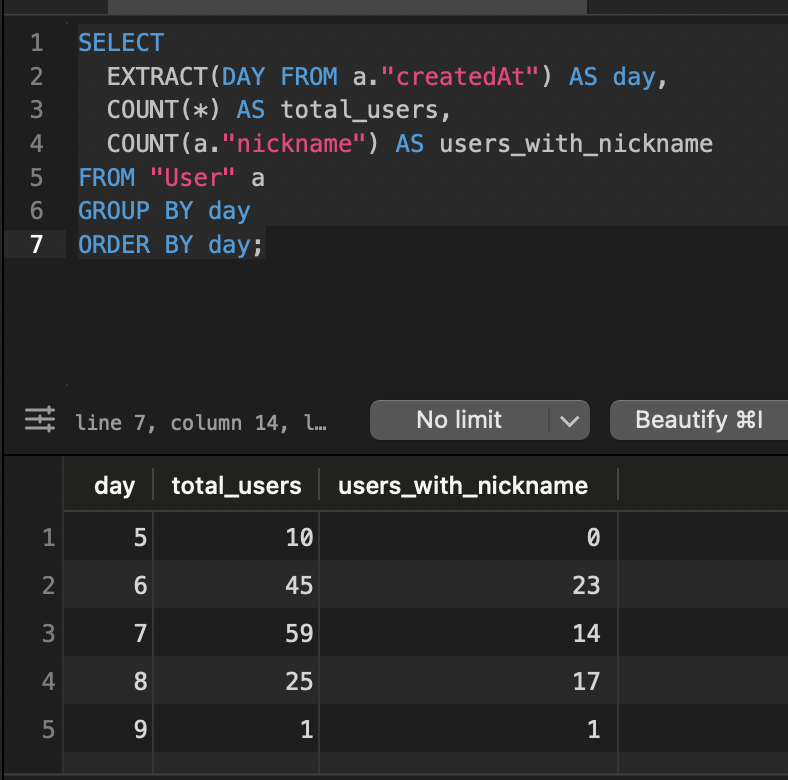 1 SELECT
2 EXTRACT(DAY FROM a."createdAt") AS day,
3 COUNT(*) AS total_users,
4 COUNT(a."nickname") AS users_with_nickname
5 FROM "User" a
6 GROUP BY day
7 ORDER BY day;
line 7, column 14, l… No limit Beautify ⌘I
day total_users users_with_nickname
1 5 10 0
2 6 45 23
3 7 59 14
4 8 25 17
5 9 1 1